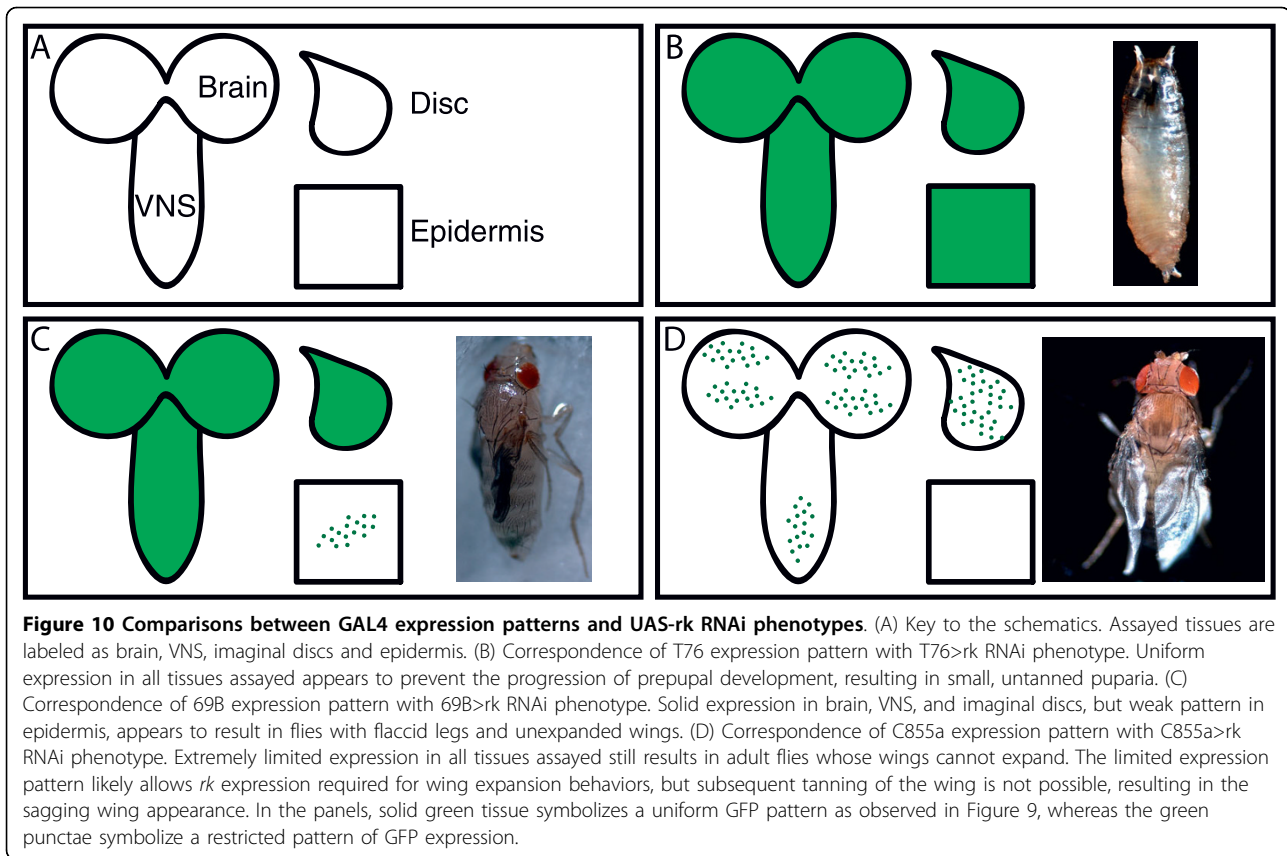 A
Brain
Disc
VNS
Epidermis
B
C
D
Figure 10 Comparisons between GAL4 expression patterns and UAS-rk RNAi phenotypes. (A) Key to the schematics. Assayed tissues are
labeled as brain, VNS, imaginal discs and epidermis. (B) Correspondence of T76 expression pattern with T76>rk RNAi phenotype. Uniform
expression in all tissues assayed appears to prevent the progression of prepupal development, resulting in small, untanned puparia. (C)
Correspondence of 69B expression pattern with 69B>rk RNAi phenotype. Solid expression in brain, VNS, and imaginal discs, but weak pattern in
epidermis, appears to result in flies with flaccid legs and unexpanded wings. (D) Correspondence of C855a expression pattern with C855a>rk
RNAi phenotype. Extremely limited expression in all tissues assayed still results in adult flies whose wings cannot expand. The limited expression
pattern likely allows rk expression required for wing expansion behaviors, but subsequent tanning of the wing is not possible, resulting in the
sagging wing appearance. In the panels, solid green tissue symbolizes a uniform GFP pattern as observed in Figure 9, whereas the green
punctae symbolize a restricted pattern of GFP expression.